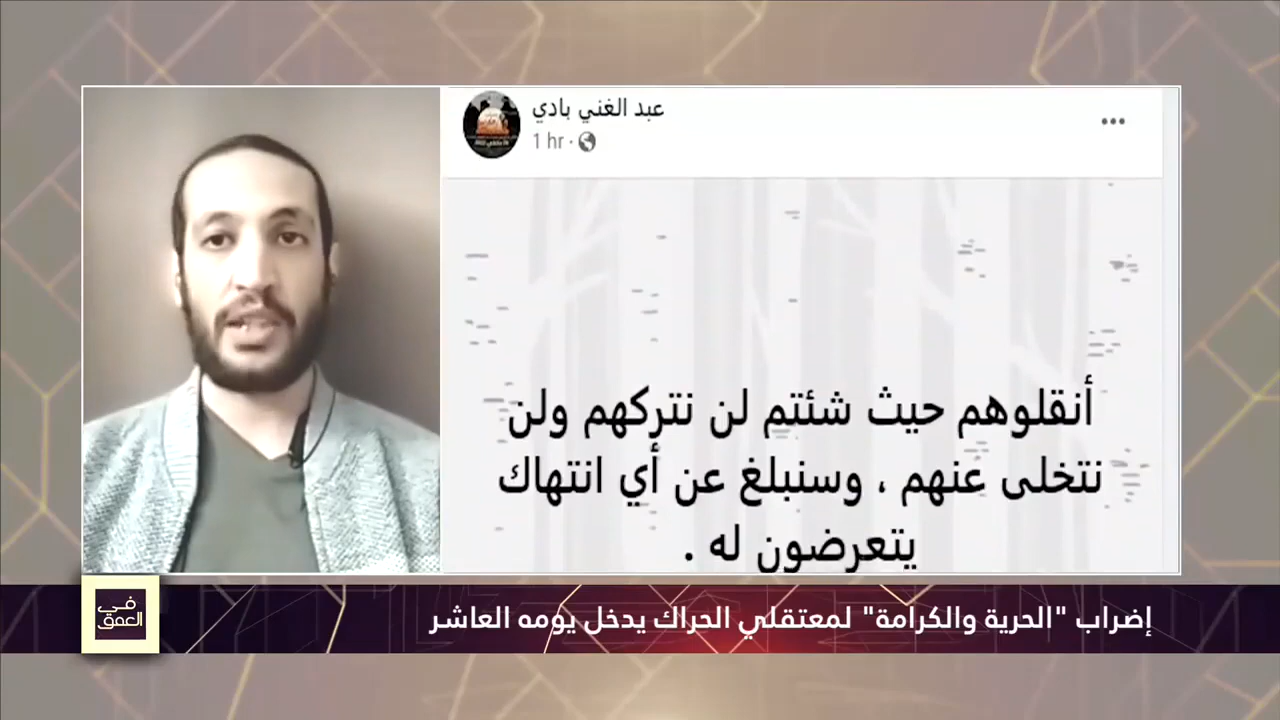 عبد الغني بادي
1 hr ·
أنقلوهم حيث شئتم لن نتركهم ولن
نتخلى عنهم ، وسنبلغ عن أي انتهاك
يتعرضون له .
إضراب "الحرية والكرامة" لمعتقلي الحراك يدخل يومه العاشر
في
العمق